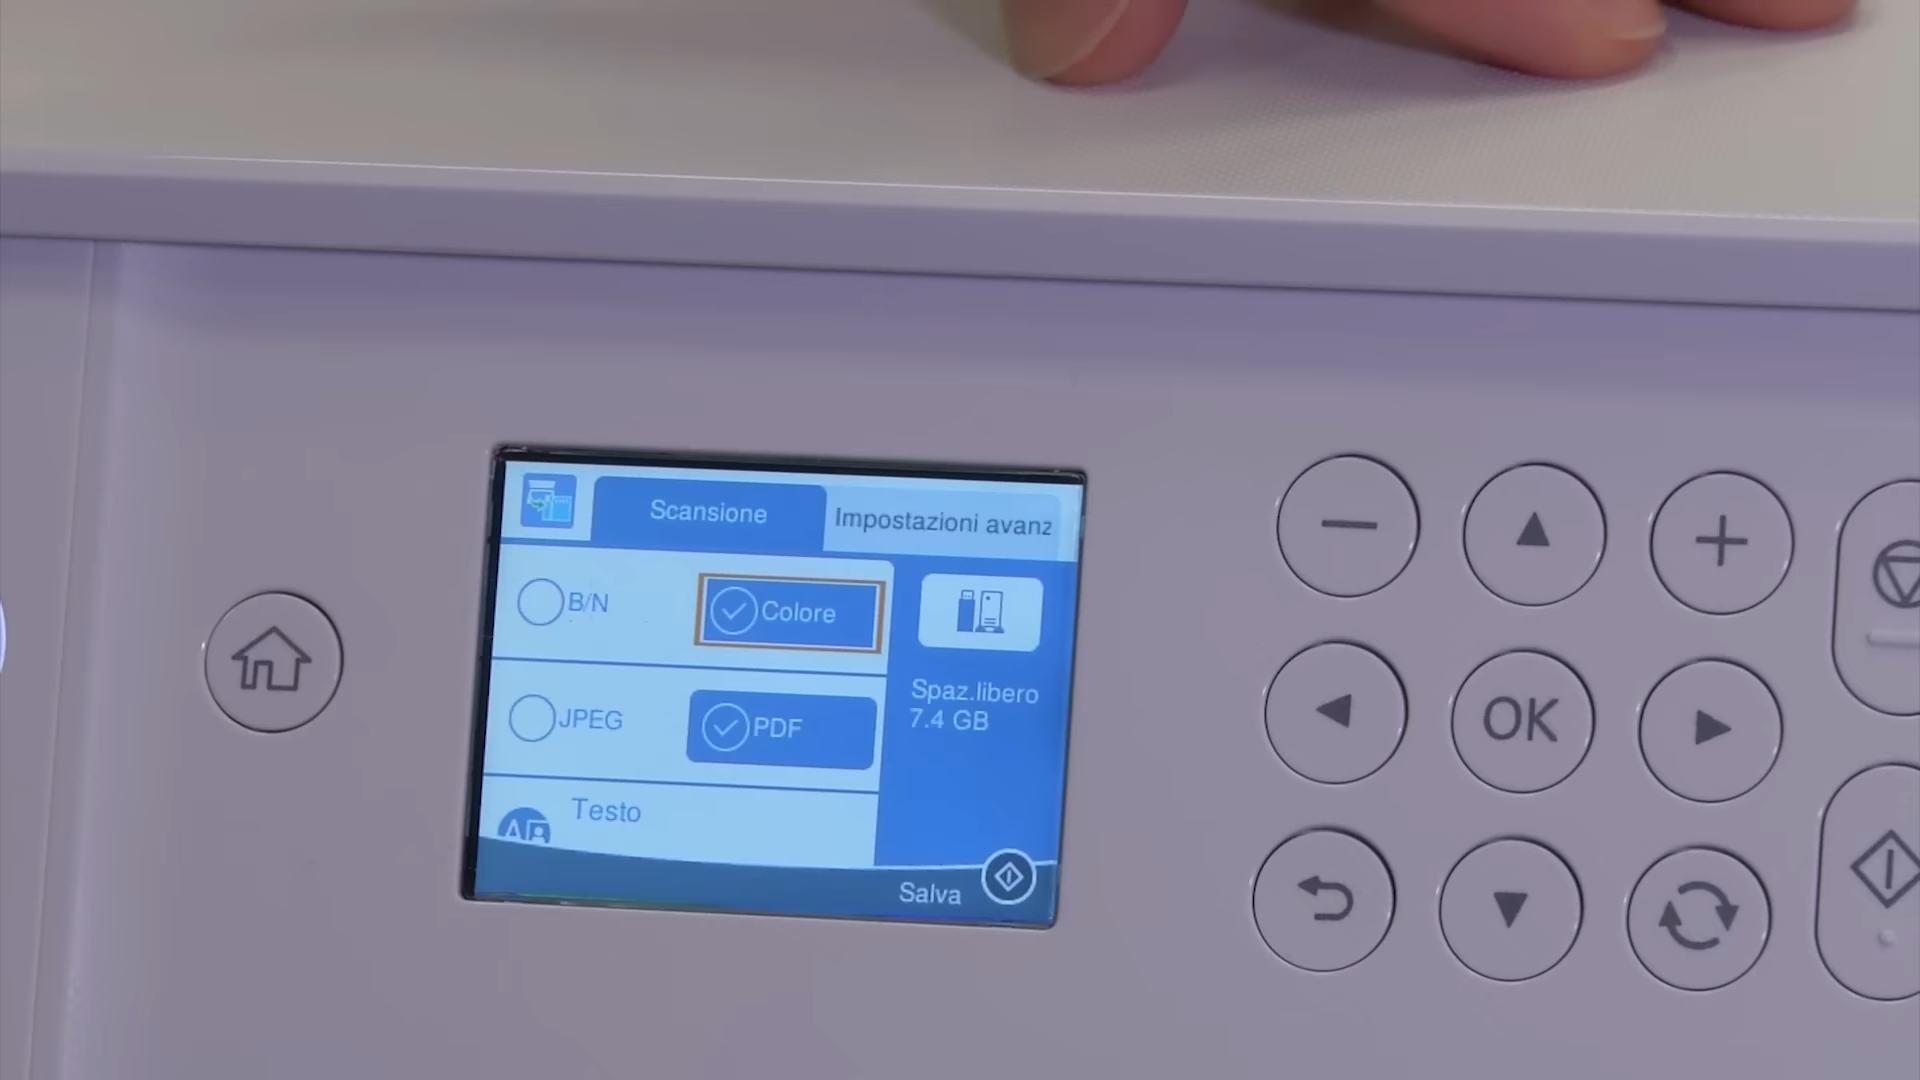 Scansione
Impostazioni avanz
B/N
Colore
JPEG
PDF
Spaz.libero
7.4 GB
Testo
Salva
OK